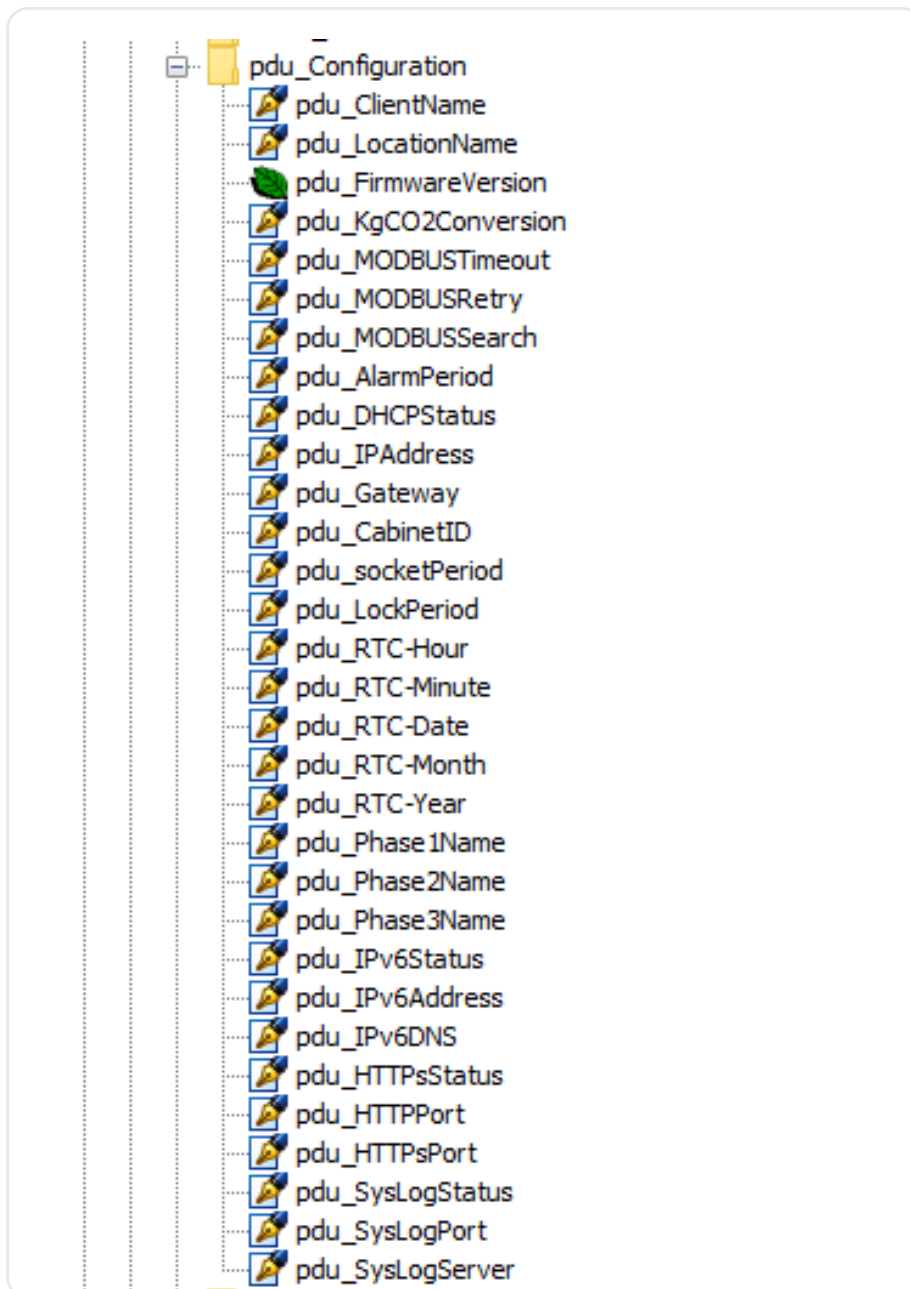 pdu_Configuration
pdu_ClientName
pdu_LocationName
pdu_FirmwareVersion
pdu_KgCO2Conversion
pdu_MODBUSTimeout
pdu_MODBUSRetry
pdu_MODBUSSearch
pdu_AlarmPeriod
pdu_DHCPStatus
pdu_IPAddress
pdu_Gateway
pdu_CabinetID
pdu_socketPeriod
pdu_LockPeriod
pdu_RTC-Hour
pdu_RTC-Minute
pdu_RTC-Date
pdu_RTC-Month
pdu_RTC-Year
pdu_Phase1Name
pdu_Phase2Name
pdu_Phase3Name
pdu_IPv6Status
pdu_IPv6Address
pdu_IPv6DNS
pdu_HTTPsStatus
pdu_HTTPPort
pdu_HTTPsPort
pdu_SysLogStatus
pdu_SysLogPort
pdu_SysLogServer